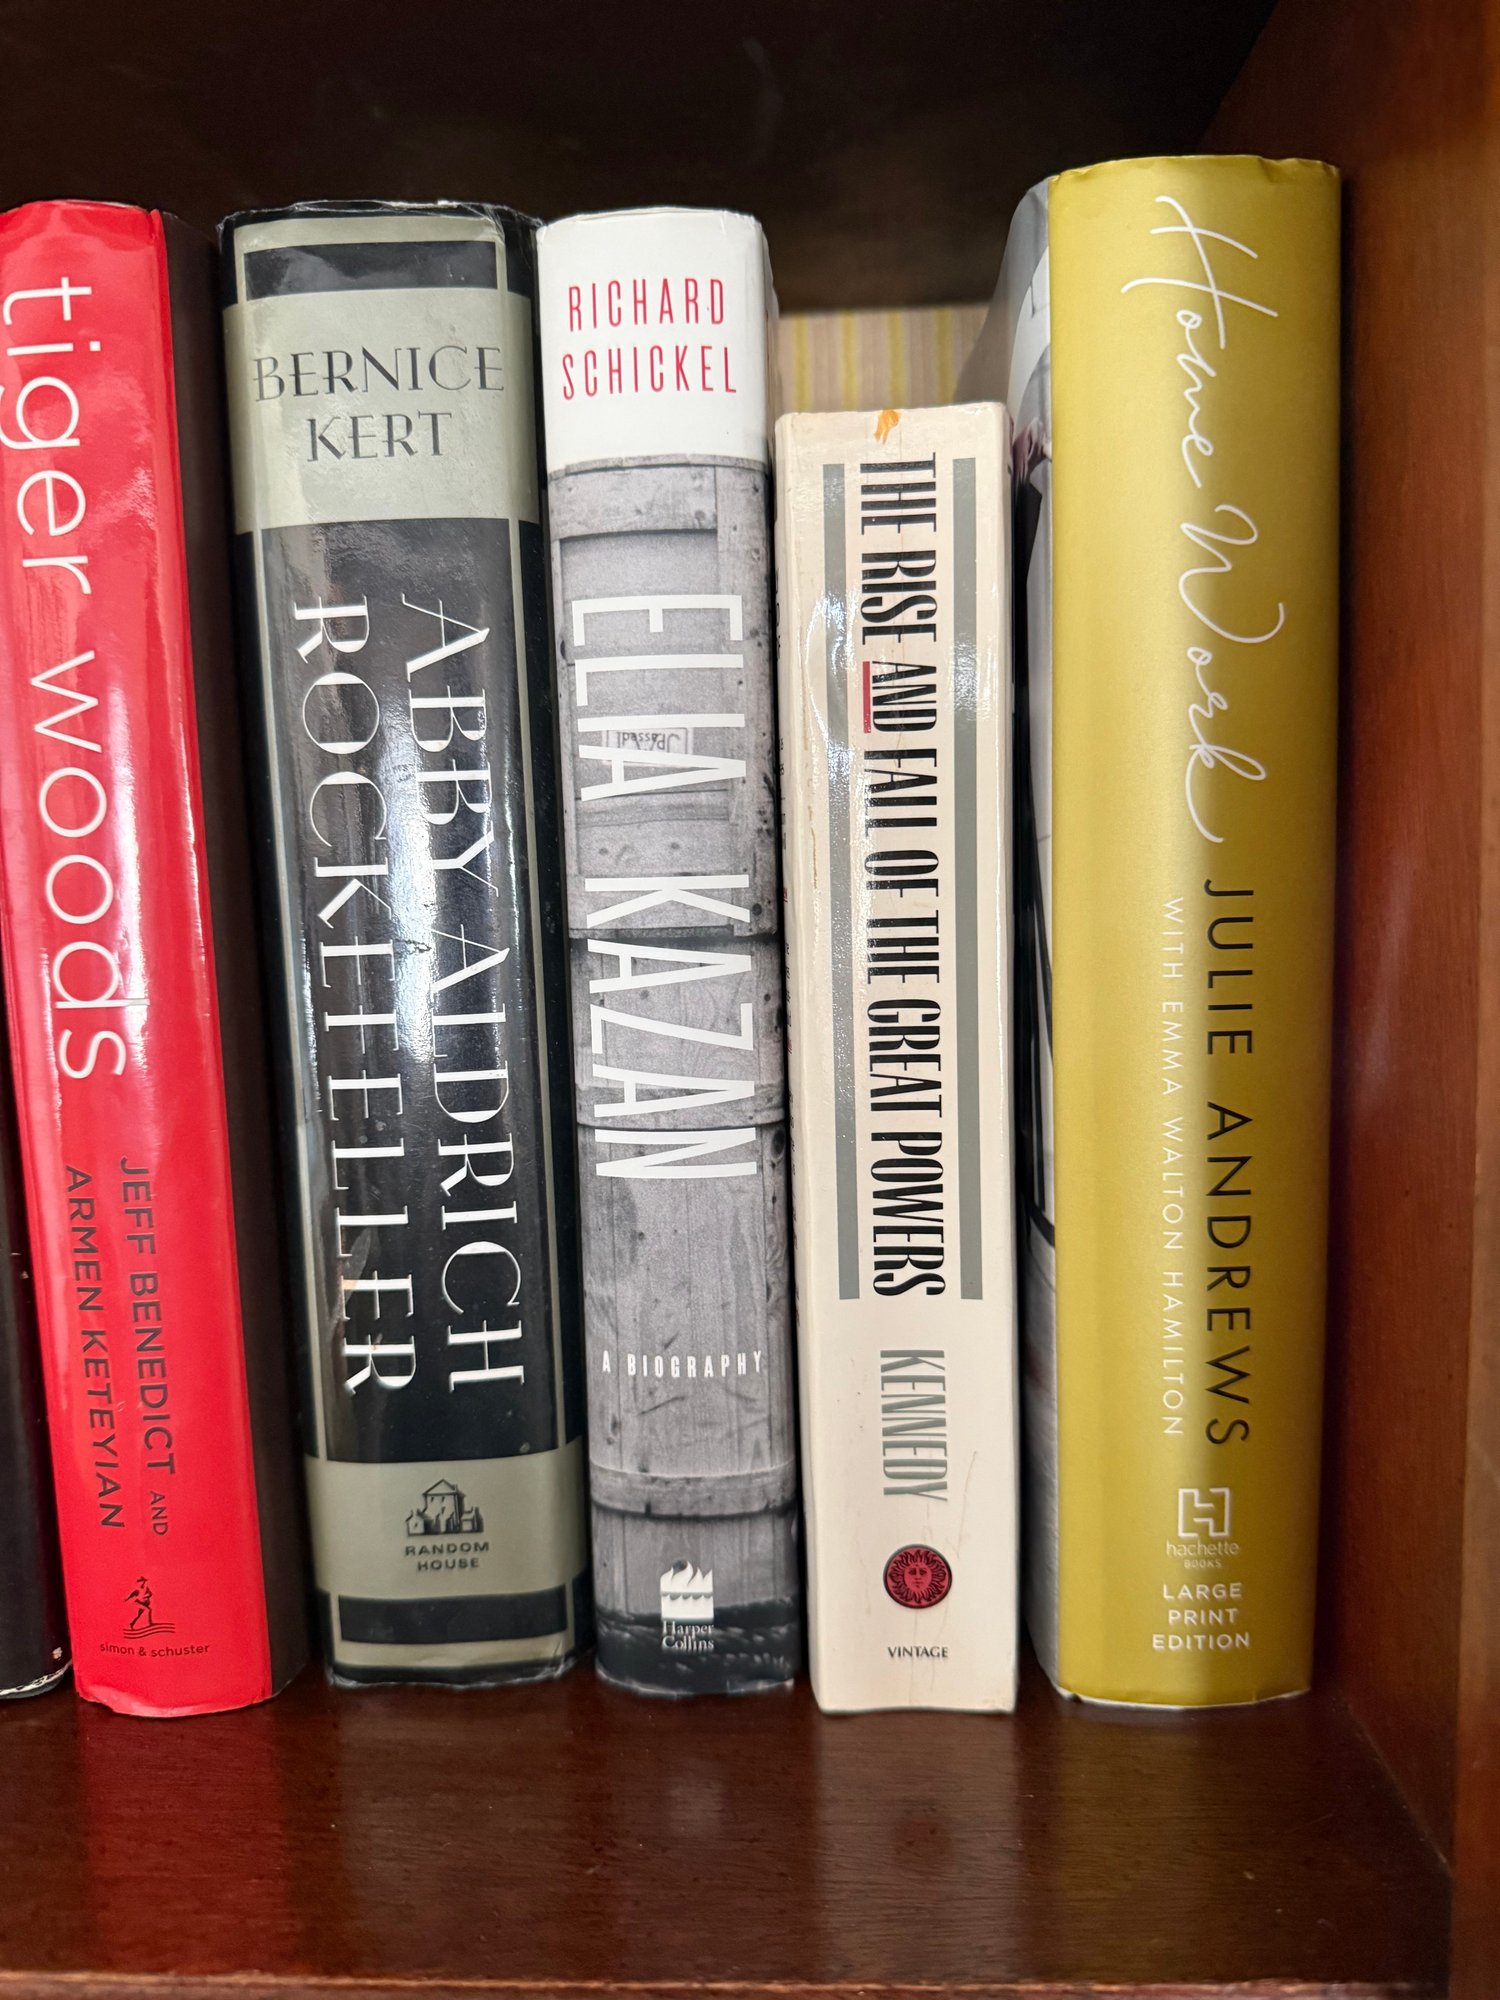 tiger woods
JEFF BENEDICT AND
ARMEN KETEYIAN
simon & schuster
BERNICE
KERT
ABBY ALDRICH
ROCKEFELLER
RANDOM
HOUSE
RICHARD
SCHICKEL
ELIA KAZAN
Passed
A BIOGRAPHY
Harper
Collins
THE RISE AND FALL OF THE GREAT POWERS
KENNEDY
VINTAGE
Home Work
JULIE ANDREWS
WITH EMMA WALTON HAMILTON
hachette
BOOKS
LARGE
PRINT
EDITION